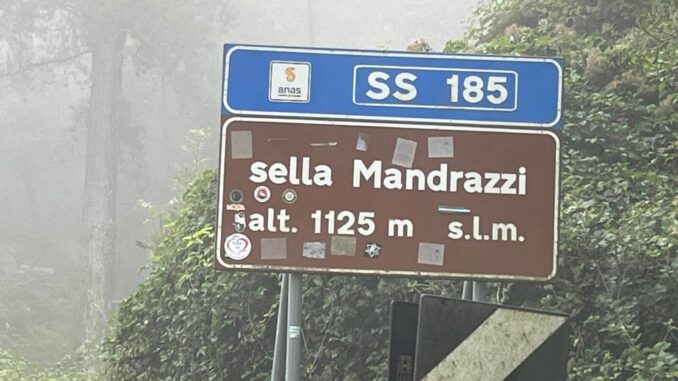 anas
SS 185
sella Mandrazzi
alt. 1125 m s.l.m.